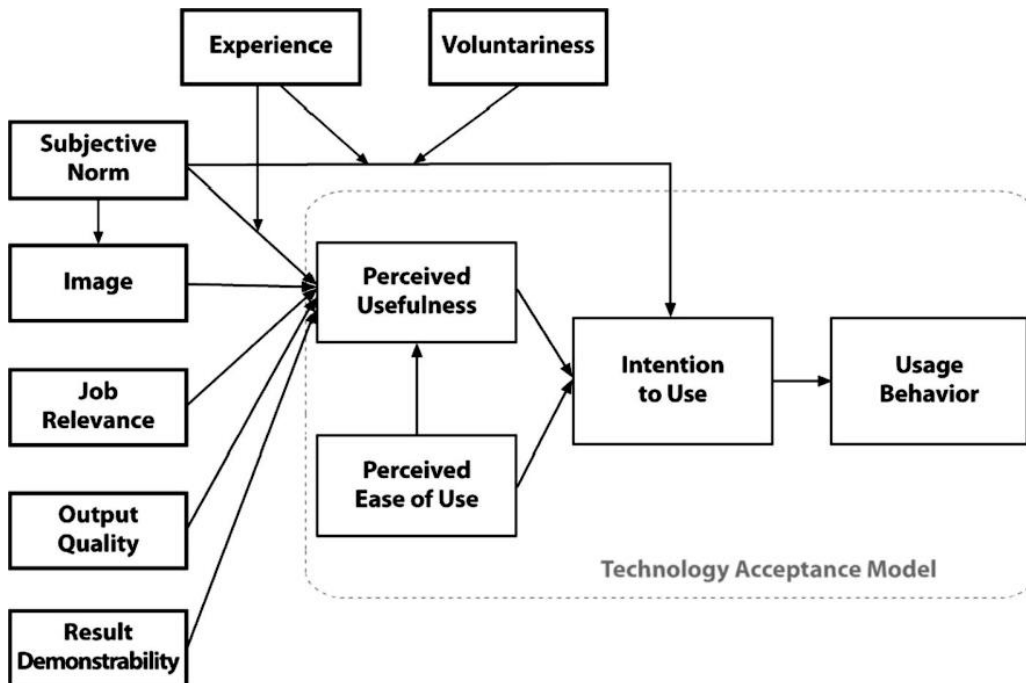 Experience
Voluntariness
Subjective
Norm
Image
Job
Relevance
Output
Quality
Result
Demonstrability
Perceived
Usefulness
Perceived
Ease of Use
Intention
to Use
Usage
Behavior
Technology Acceptance Model